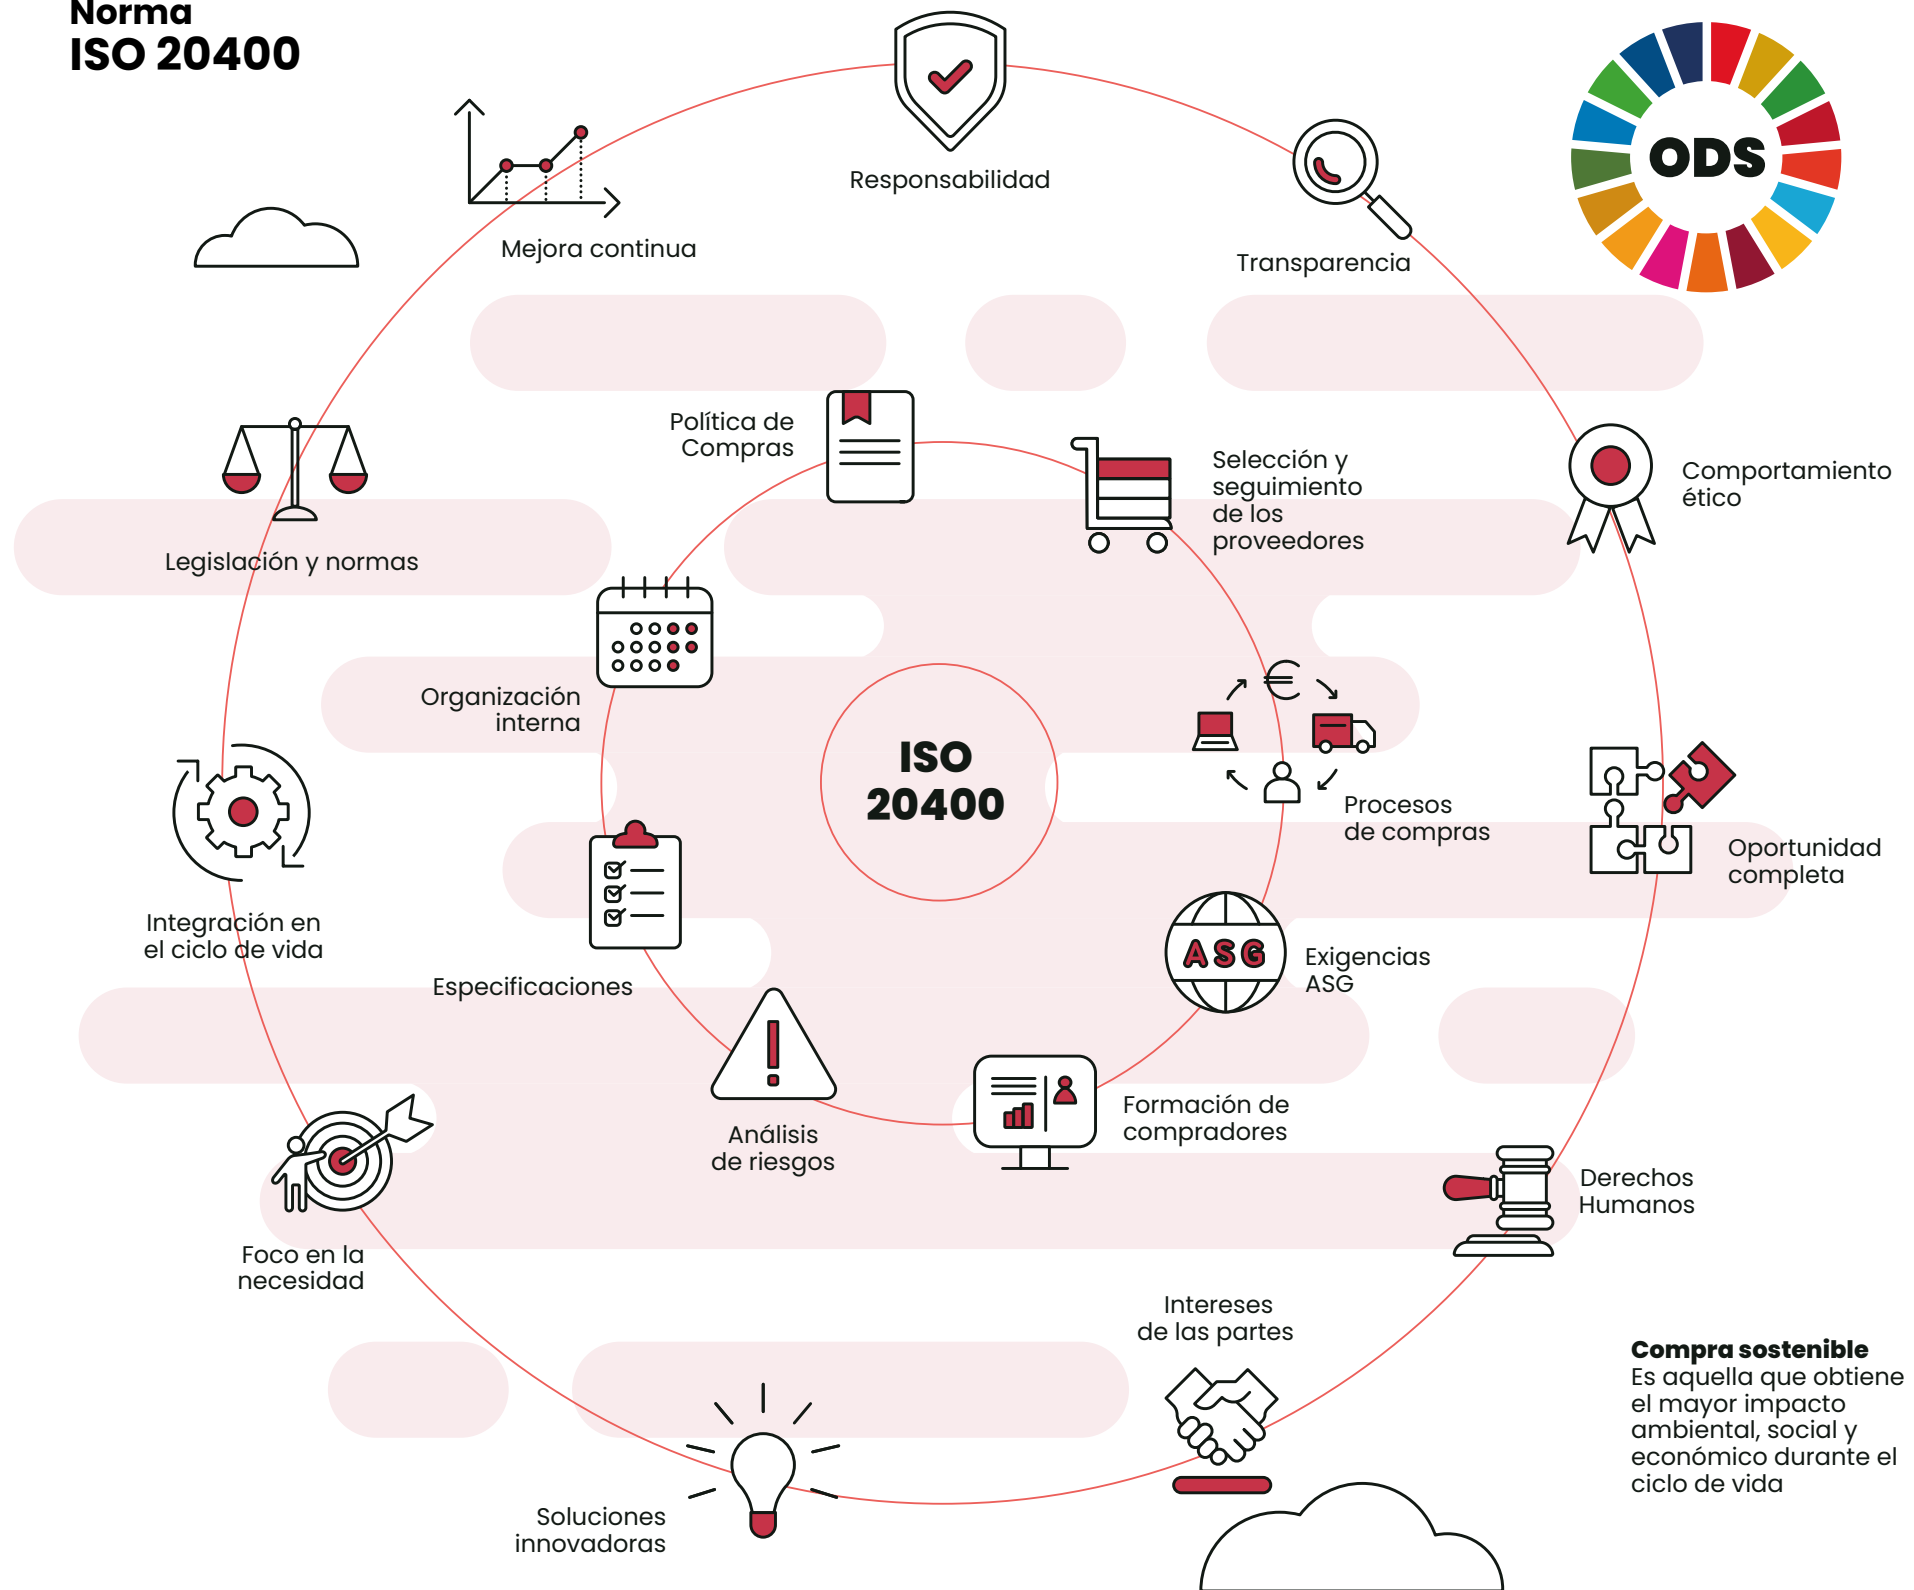 Norma
ISO 20400
ODS
Responsabilidad
Mejora continua
Transparencia
Política de
Compras
Selección y
seguimiento
de los
proveedores
Comportamiento
ético
Legislación y normas
Organización
interna
ISO
20400
Procesos
de compras
Oportunidad
completa
Integración en
el ciclo de vida
Especificaciones
ASG
Exigencias
ASG
Formación de
compradores
Análisis
de riesgos
Derechos
Humanos
Foco en la
necesidad
Intereses
de las partes
Soluciones
innovadoras
Compra sostenible
Es aquella que obtiene
el mayor impacto
ambiental, social y
económico durante el
ciclo de vida